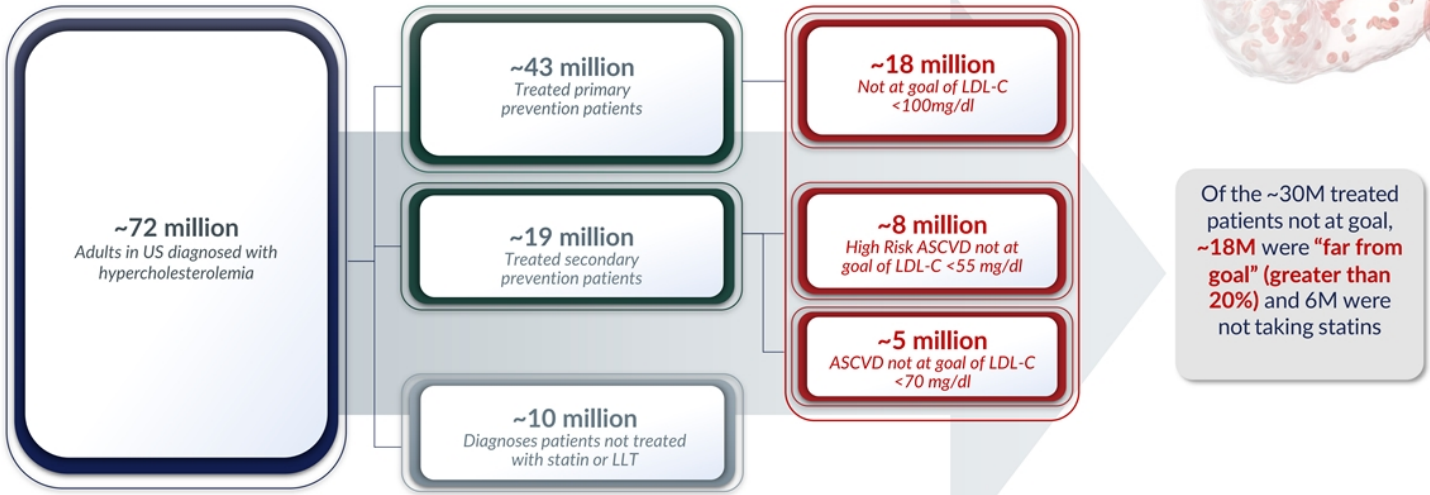 ~72 million
Adults in US diagnosed with
hypercholesterolemia
~43 million
Treated primary
prevention patients
~19 million
Treated secondary
prevention patients
~10 million
Diagnoses patients not treated
with statin or LLT
~18 million
Not at goal of LDL-C
<100mg/dl
~8 million
High Risk ASCVD not at
goal of LDL-C <55 mg/dl
~5 million
ASCVD not at goal of LDL-C
<70 mg/dl
Of the ~30M treated
patients not at goal,
~18M were “far from
goal” (greater than
20%) and 6M were
not taking statins